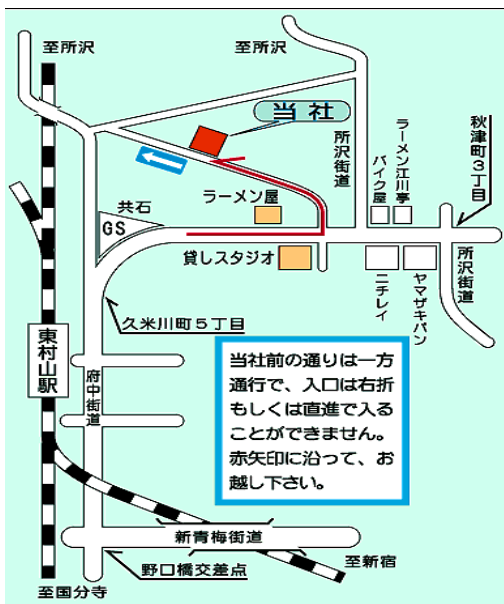 至所沢
至所沢
当社
ラーメン江川亭
バイク屋
秋津町3丁目
所沢街道
ラーメン屋
共石
GS
貸しスタジオ
所沢街道
ニチレイ
ヤマザキパン
久米川町5丁目
東村山駅
府中街道
当社前の通りは一方
通行で、入口は右折
もしくは直進で入る
ことができません。
赤矢印に沿って、お
越し下さい。
新青梅街道
至新宿
野口橋交差点
至国分寺